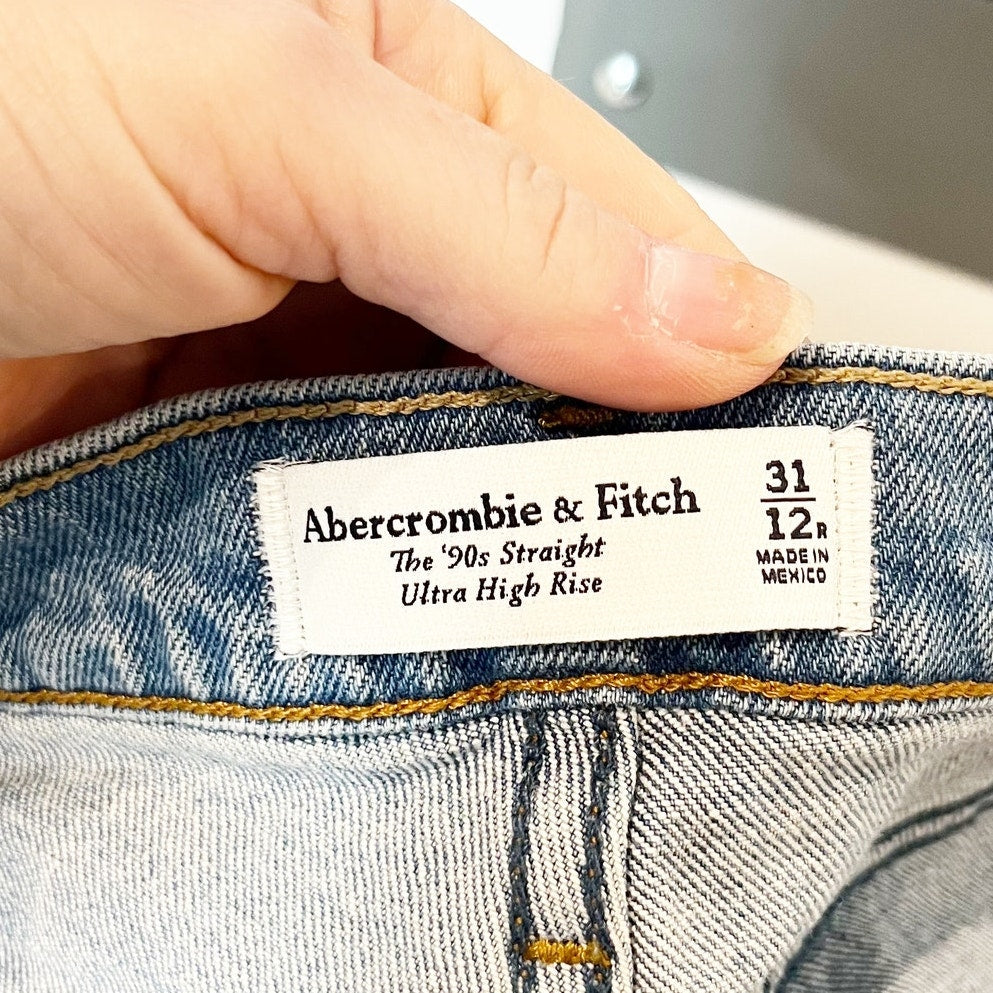 Abercrombie & Fitch
The '90s Straight
Ultra High Rise
31
12R
MADE IN
MEXICO